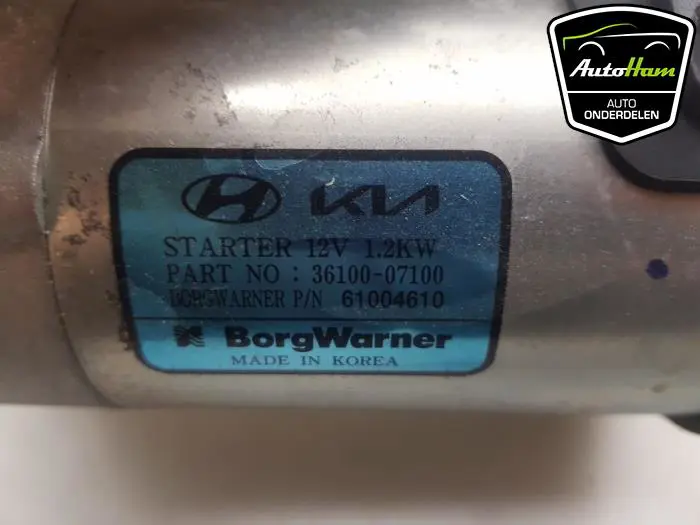 AutoHam
AUTO
ONDERDELEN
KIA
STARTER 12V 1.2KW
PART NO : 36100-07100
BORGWARNER P/N 61004610
BorgWarner
MADE IN KOREA